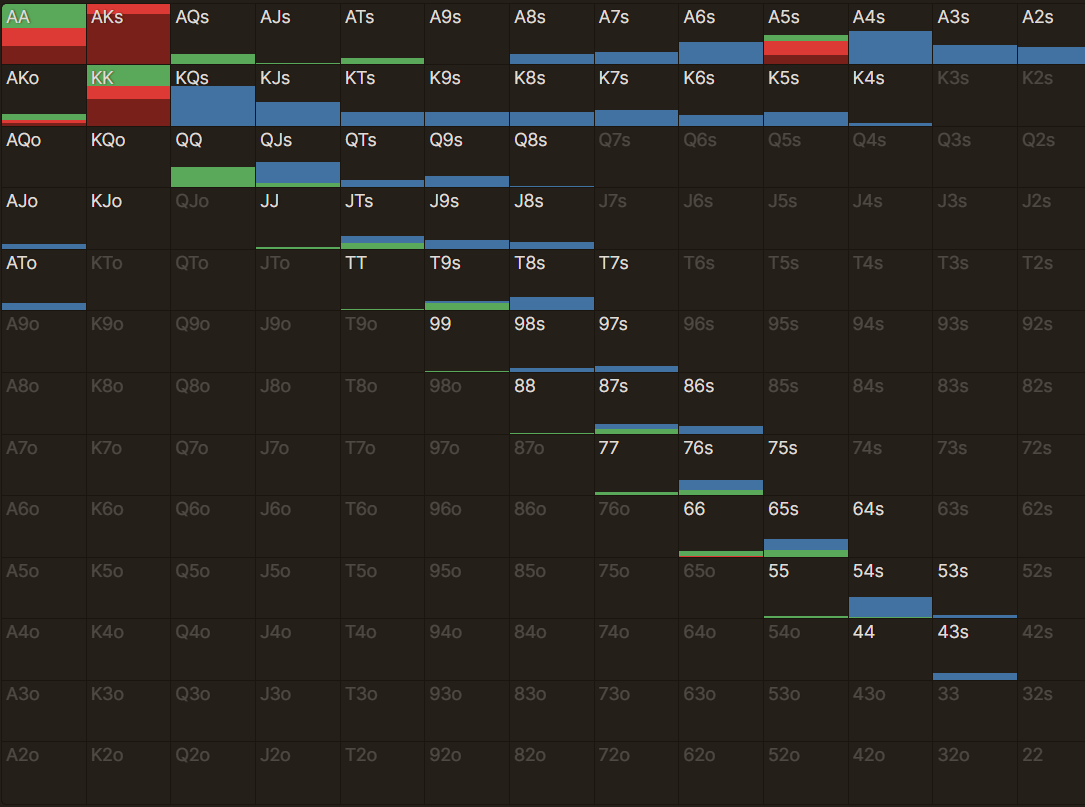 AA AKs AQs AJs ATs A9s A8s A7s A6s A5s A4s A3s A2s
AKo KK KQs KJs KTs K9s K8s K7s K6s K5s K4s K3s K2s
AQo KQo QQ QJs QTs Q9s Q8s Q7s Q6s Q5s Q4s Q3s Q2s
AJo KJo QJo JJ JTs J9s J8s J7s J6s J5s J4s J3s J2s
ATo KTo QTo JTo TT T9s T8s T7s T6s T5s T4s T3s T2s
A9o K9o Q9o J9o T9o 99 98s 97s 96s 95s 94s 93s 92s
A8o K8o Q8o J8o T8o 98o 88 87s 86s 85s 84s 83s 82s
A7o K7o Q7o J7o T7o 97o 87o 77 76s 75s 74s 73s 72s
A6o K6o Q6o J6o T6o 96o 86o 76o 66 65s 64s 63s 62s
A5o K5o Q5o J5o T5o 95o 85o 75o 65o 55 54s 53s 52s
A4o K4o Q4o J4o T4o 94o 84o 74o 64o 54o 44 43s 42s
A3o K3o Q3o J3o T3o 93o 83o 73o 63o 53o 43o 33 32s
A2o K2o Q2o J2o T2o 92o 82o 72o 62o 52o 42o 32o 22